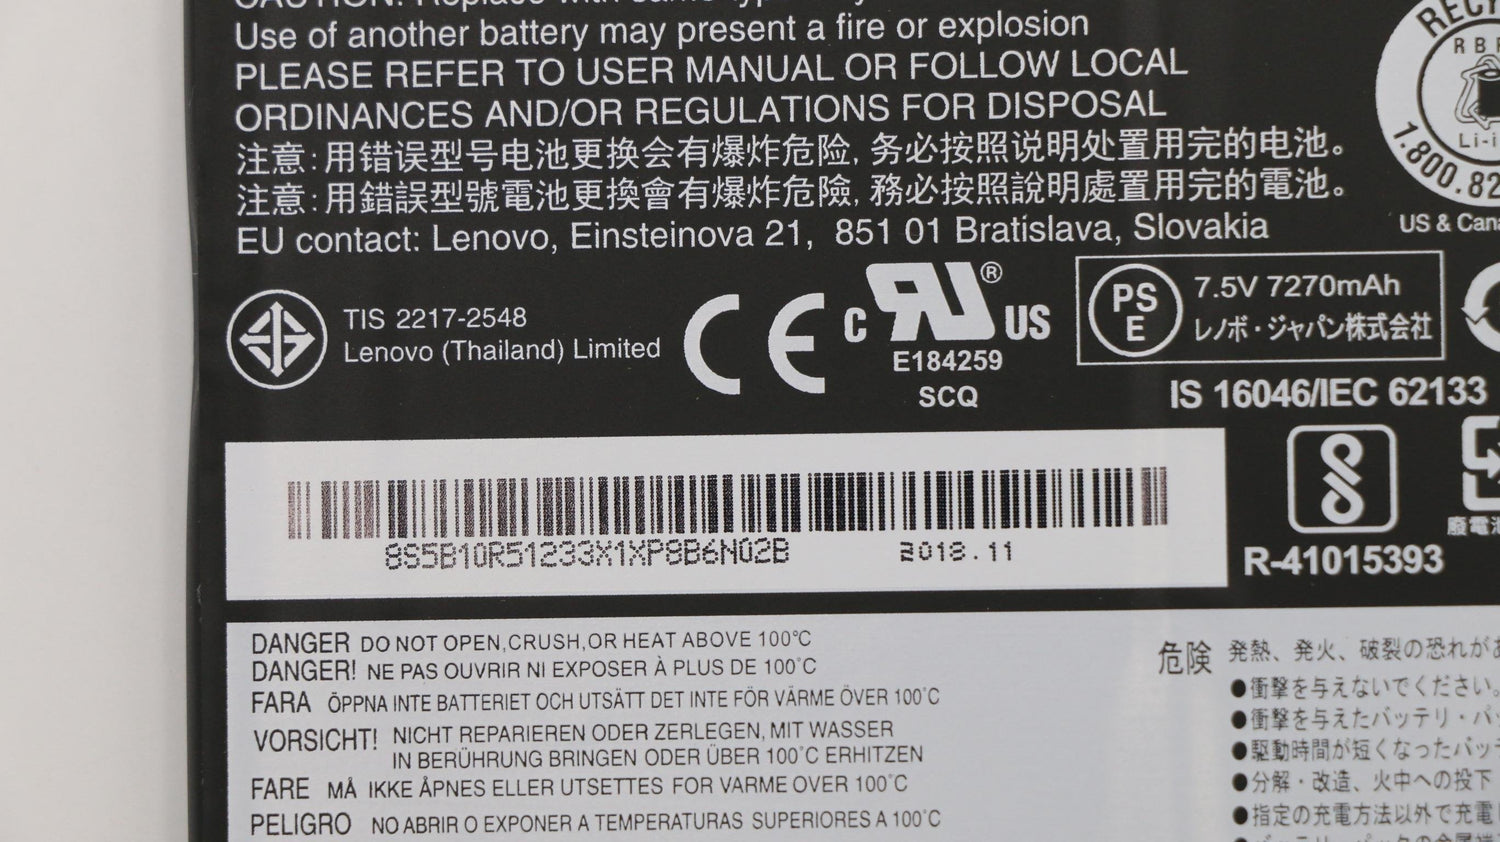 Use of another battery may present a fire or explosion
PLEASE REFER TO USER MANUAL OR FOLLOW LOCAL
ORDINANCES AND/OR REGULATIONS FOR DISPOSAL
注意:用错误型号电池更换会有爆炸危险,务必按照说明处置用完的电池。
注意:用錯誤型號電池更換會有爆炸危險,務必按照說明處置用完的電池。
EU contact: Lenovo, Einsteinova 21, 851 01 Bratislava, Slovakia
RBR
Li-i
1.800.82
US & Can
TIS 2217-2548
Lenovo (Thailand) Limited
CE
c RU® US
E184259
SCQ
PS
E
7.5V 7270mAh
レノボ・ジャパン株式会社
IS 16046/IEC 62133
R-41015393
廢電
8S5B10R51233X1XP8B6N02B 2018.11
DANGER DO NOT OPEN,CRUSH,OR HEAT ABOVE 100°C
DANGER! NE PAS OUVRIR NI EXPOSER À PLUS DE 100°C
FARA ÖPPNA INTE BATTERIET OCH UTSÄTT DET INTE FÖR VÄRME ÖVER 100°C
VORSICHT! NICHT REPARIEREN ODER ZERLEGEN, MIT WASSER
IN BERÜHRUNG BRINGEN ODER ÜBER 100°C ERHITZEN
FARE MÅ IKKE ÅPNES ELLER UTSETTES FOR VARME OVER 100°C
PELIGRO NO ABRIR O EXPONER A TEMPERATURAS SUPERIORES A 100°C
危険 発熱、発火、破裂の恐れがあ
●衝撃を与えないでください。
●衝撃を与えたバッテリ・パッ
●駆動時間が短くなったバッテ
●分解・改造、火中への投下
●指定の充電方法以外で充電